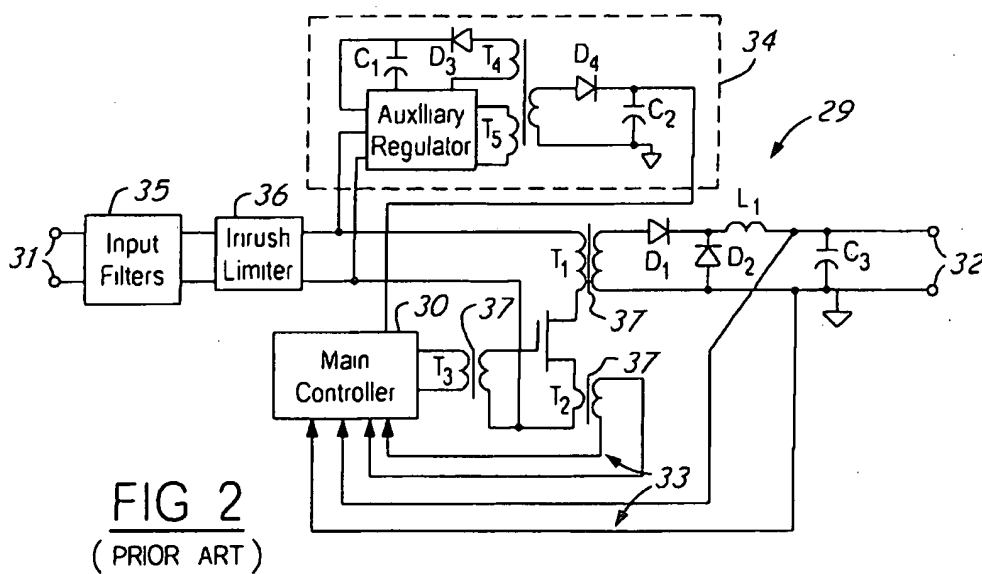 C1
D3
T4
D4
34
Auxiliary
Regulator
T5
C2
29
35
36
31
Input
Filters
Inrush
Limiter
T1
D1
D2
L1
C3
32
30
37
37
Main
Controller
T3
T2
37
33
FIG 2
(PRIOR ART)